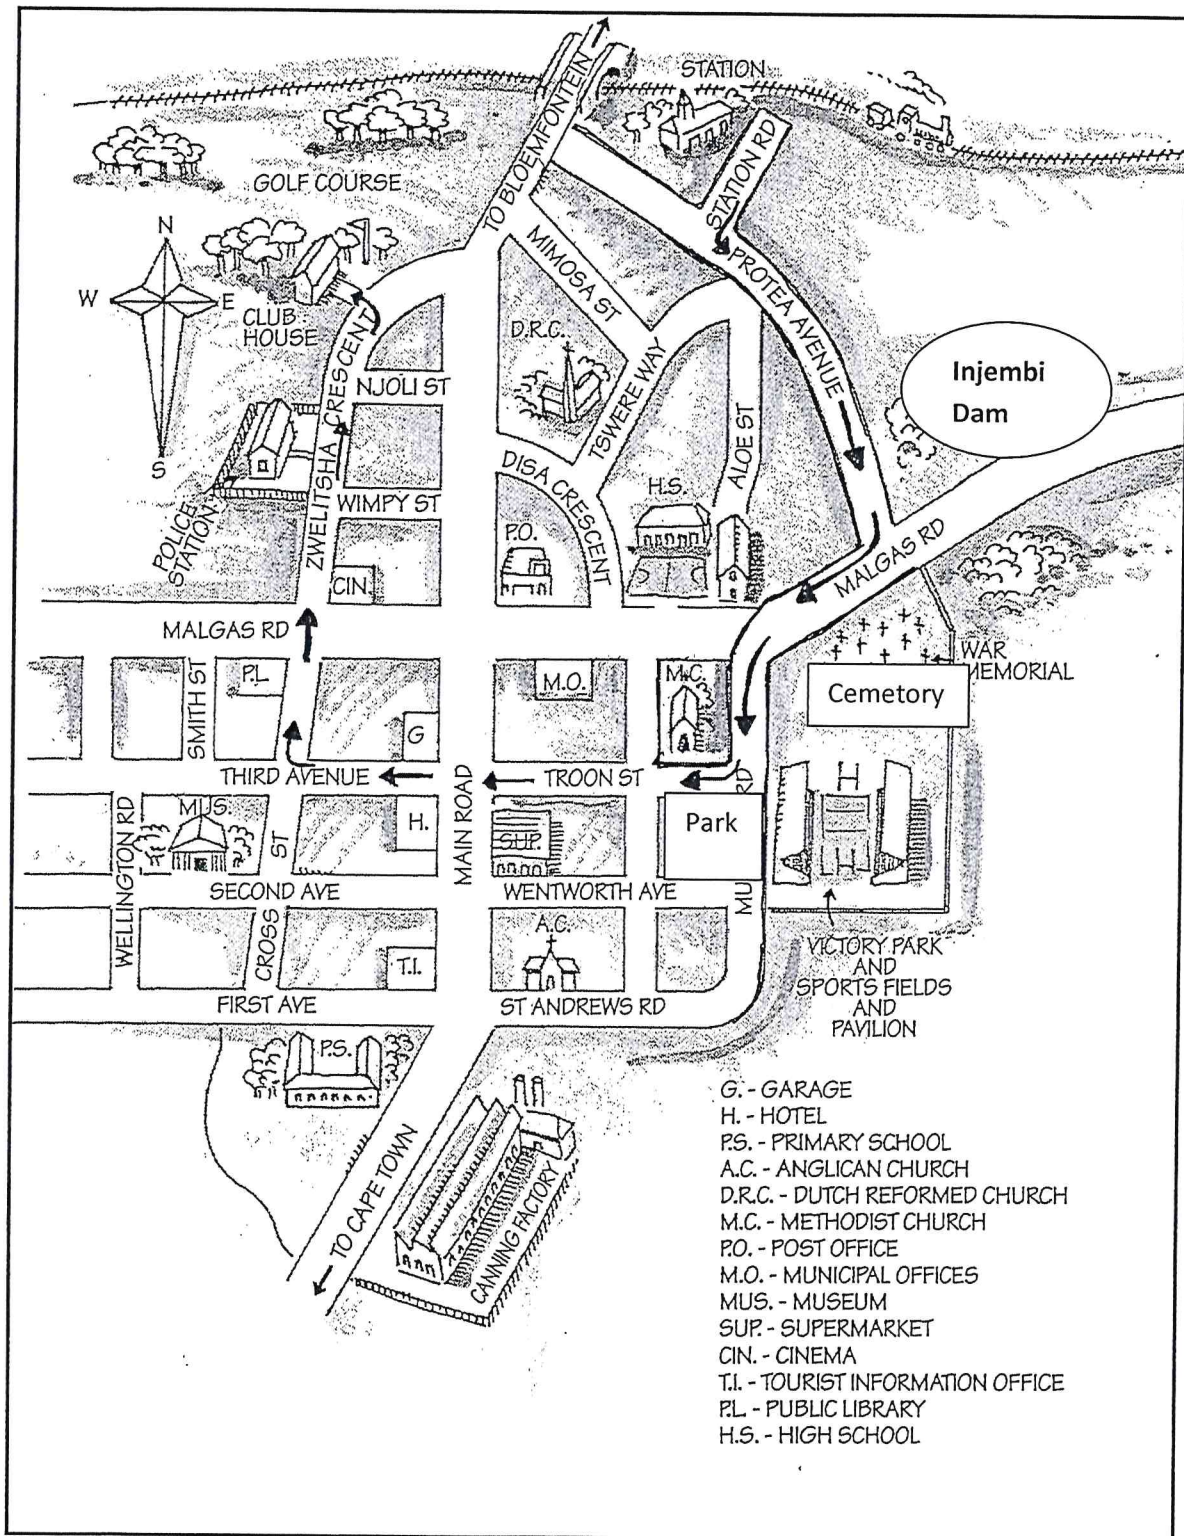 STATION
TO BLOEMFONTEIN
STATION RD
GOLF COURSE
N
W
E
S
MIMOSA ST
PROTEA AVENUE
CLUB
HOUSE
D.R.C.
Injembi
Dam
NJOLI ST
TSWERE WAY
ZWELITSHA CRESCENT
ALOE ST
DISA CRESCENT
H.S.
WIMPY ST
POLICE
STATION
P.O.
CIN.
MALGAS RD
MALGAS RD
WAR
MEMORIAL
SMITH ST
P.L.
M.O.
M.C.
Cemetory
G
THIRD AVENUE
TROON ST
RD
MAIN ROAD
WELLINGTON RD
MUS.
H.
SUP.
Park
SECOND AVE
WENTWORTH AVE
MU
CROSS
ST
A.C.
T.I.
VICTORY PARK
AND
SPORTS FIELDS
AND
PAVILION
FIRST AVE
ST ANDREWS RD
P.S.
TO CAPE TOWN
CANNING FACTORY
G. - GARAGE
H. - HOTEL
P.S. - PRIMARY SCHOOL
A.C. - ANGLICAN CHURCH
D.R.C. - DUTCH REFORMED CHURCH
M.C. - METHODIST CHURCH
P.O. - POST OFFICE
M.O. - MUNICIPAL OFFICES
MUS. - MUSEUM
SUP. - SUPERMARKET
CIN. - CINEMA
T.I. - TOURIST INFORMATION OFFICE
P.L. - PUBLIC LIBRARY
H.S. - HIGH SCHOOL